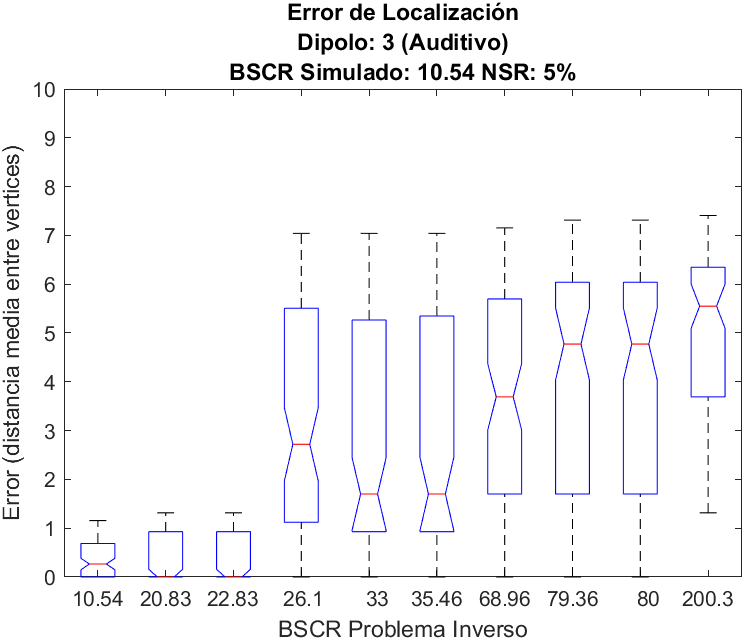 Error de Localización
Dipolo: 3 (Auditivo)
BSCR Simulado: 10.54 NSR: 5%
Error (distancia media entre vertices)
10
9
8
7
6
5
4
3
2
1
0
10.54 20.83 22.83 26.1 33 35.46 68.96 79.36 80 200.3
BSCR Problema Inverso